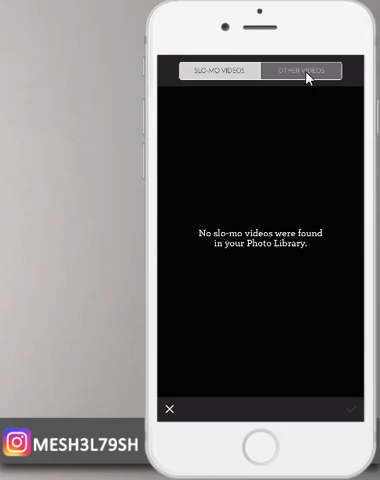 SLO-MO VIDEOS
OTHER VIDEOS
No slo-mo videos were found
in your Photo Library.
MESH3L79SH